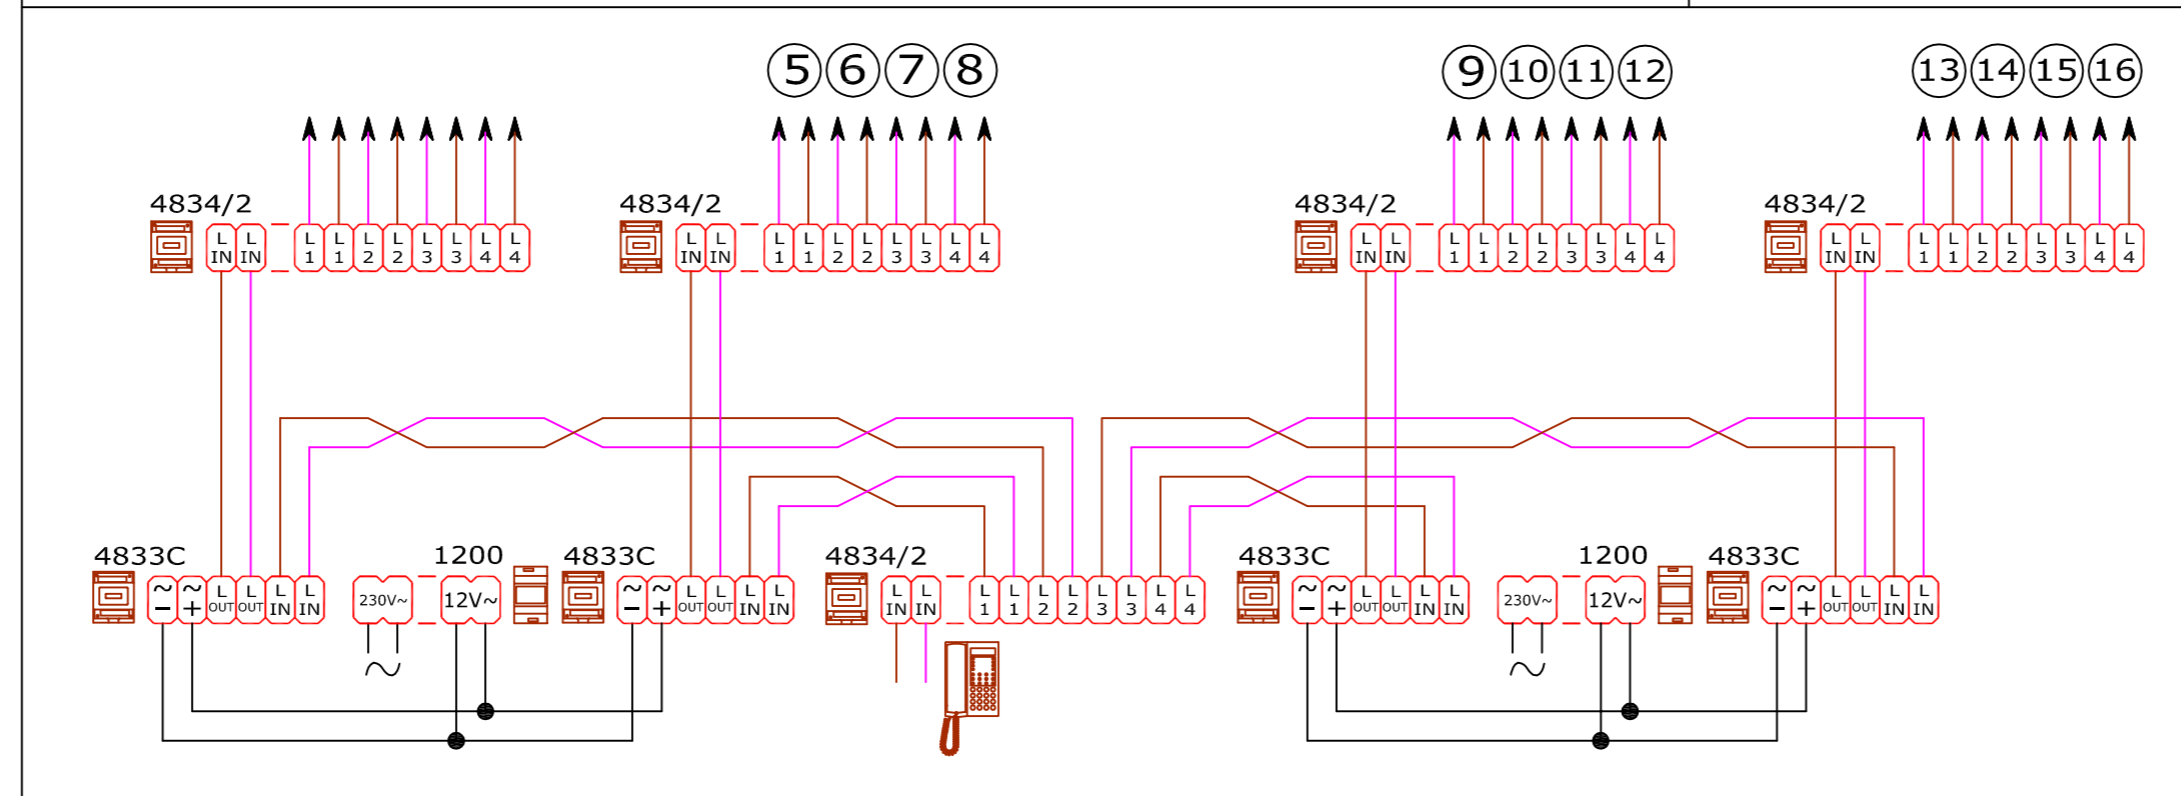 5 6 7 8 9 10 11 12 13 14 15 16
4834/2 4834/2 4834/2 4834/2
L IN L IN L 1 L 1 L 2 L 2 L 3 L 3 L 4 L 4
L IN L IN L 1 L 1 L 2 L 2 L 3 L 3 L 4 L 4
L IN L IN L 1 L 1 L 2 L 2 L 3 L 3 L 4 L 4
L IN L IN L 1 L 1 L 2 L 2 L 3 L 3 L 4 L 4
4833C 1200 4833C 4834/2 4833C 1200 4833C
~ - ~ + L OUT L OUT L IN L IN
230V~ 12V~
~ - ~ + L OUT L OUT L IN L IN
L IN L IN L 1 L 1 L 2 L 2 L 3 L 3 L 4 L 4
~ - ~ + L OUT L OUT L IN L IN
230V~ 12V~
~ - ~ + L OUT L OUT L IN L IN
~ ~